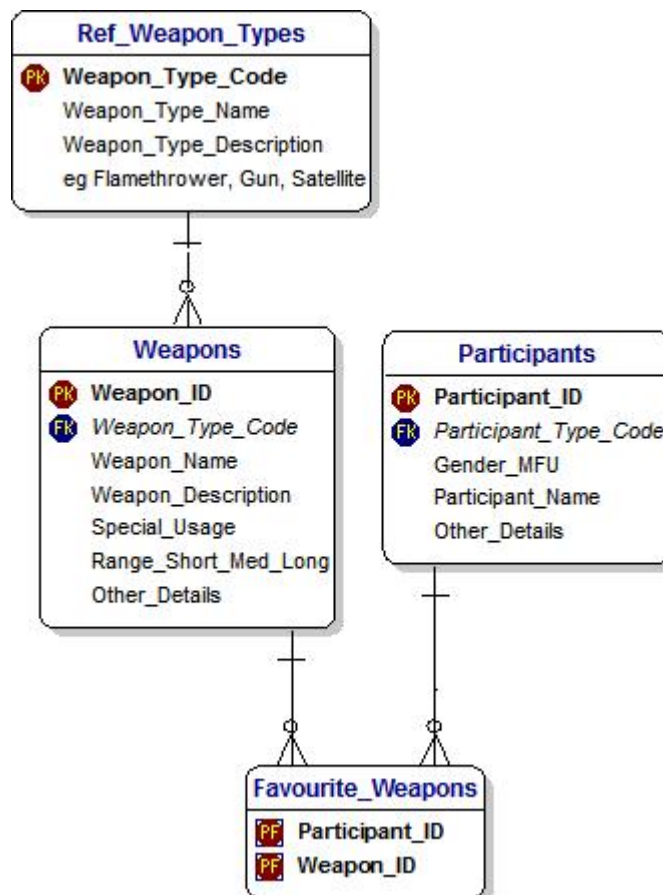 Ref_Weapon_Types
PK Weapon_Type_Code
Weapon_Type_Name
Weapon_Type_Description
eg Flamethrower, Gun, Satellite
Weapons
PK Weapon_ID
FK Weapon_Type_Code
Weapon_Name
Weapon_Description
Special_Usage
Range_Short_Med_Long
Other_Details
Participants
PK Participant_ID
FK Participant_Type_Code
Gender_MFU
Participant_Name
Other_Details
Favourite_Weapons
PF Participant_ID
PF Weapon_ID